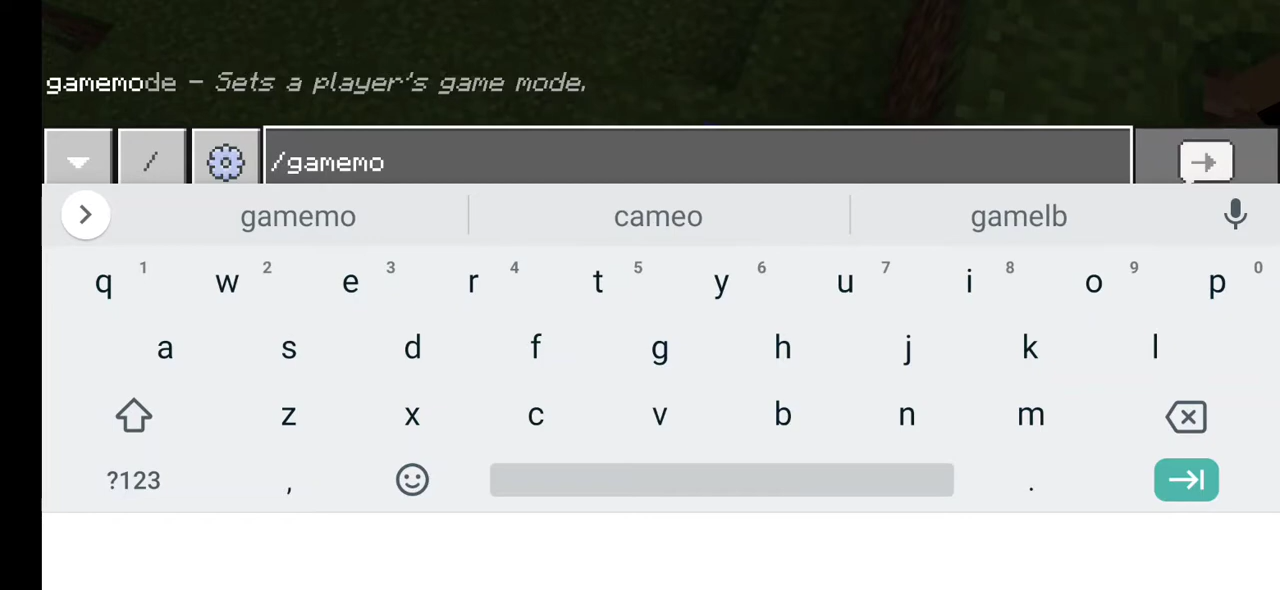 gamemode – Sets a player's game mode.
/ /gamemo
gamemo cameo gamelb
q 1 w 2 e 3 r 4 t 5 y 6 u 7 i 8 o 9 p 0
a s d f g h j k l
z x c v b n m
?123 , .